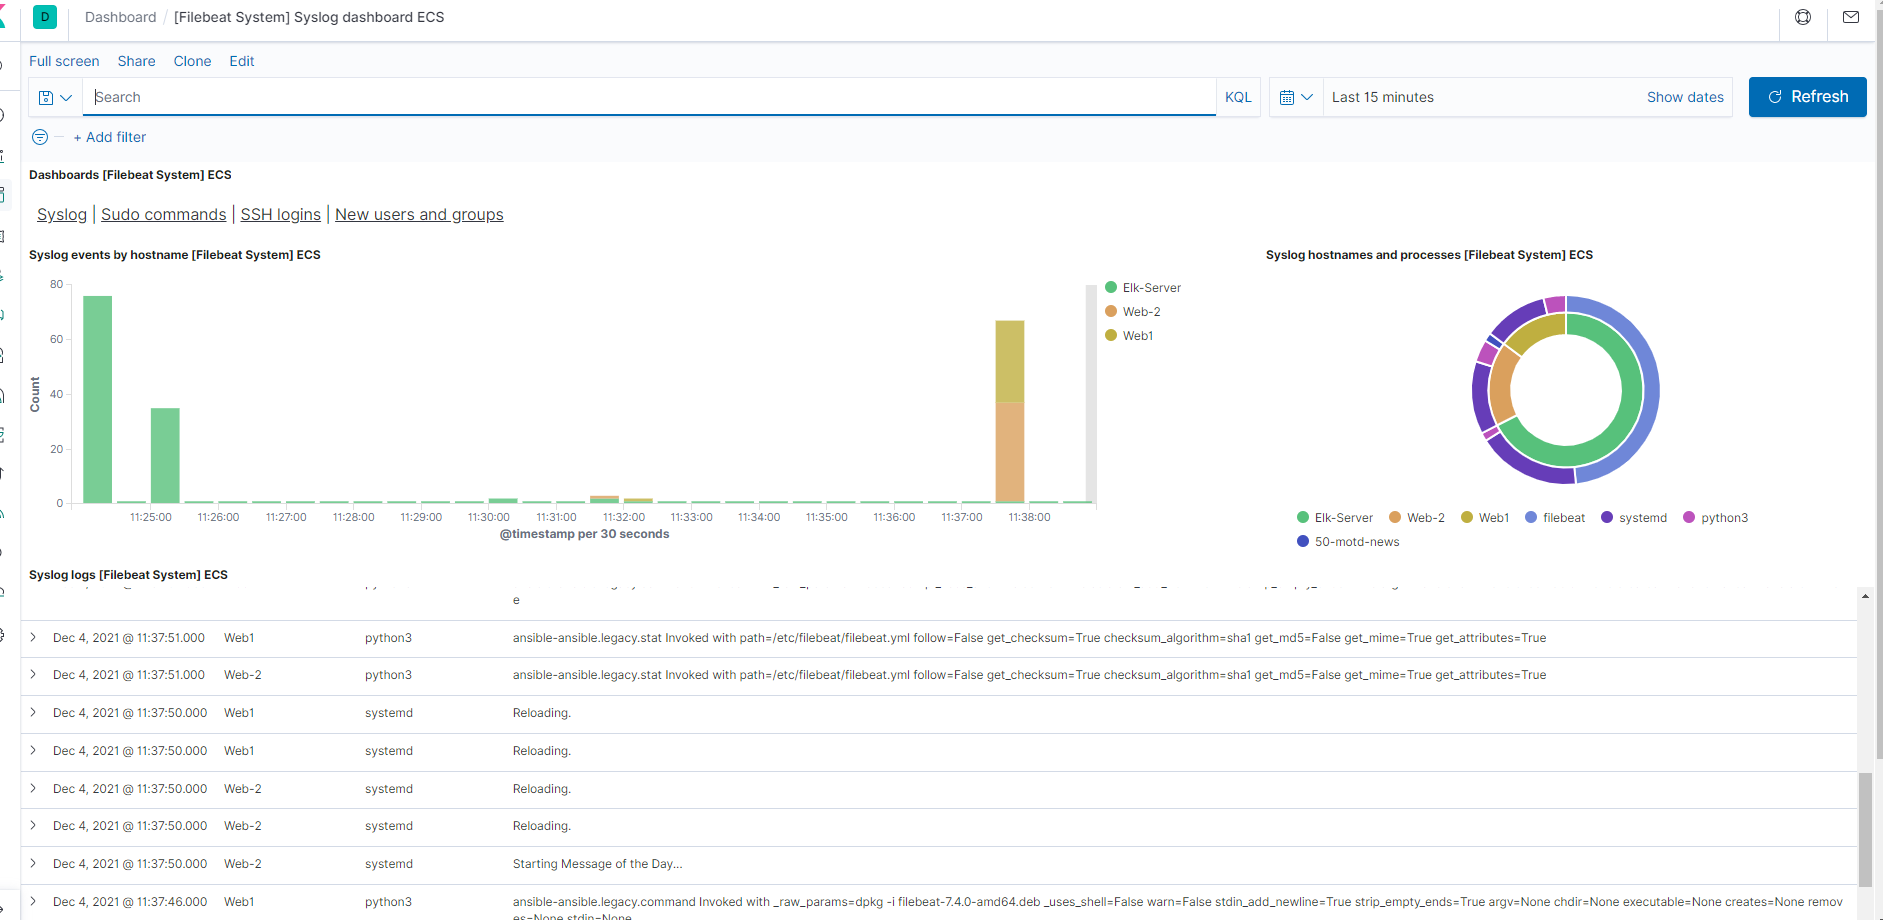 D Dashboard / [Filebeat System] Syslog dashboard ECS
Full screen Share Clone Edit
Search KQL Last 15 minutes Show dates Refresh
+ Add filter
Dashboards [Filebeat System] ECS
Syslog | Sudo commands | SSH logins | New users and groups
Syslog events by hostname [Filebeat System] ECS
80
60
40
20
0
Count
11:25:00 11:26:00 11:27:00 11:28:00 11:29:00 11:30:00 11:31:00 11:32:00 11:33:00 11:34:00 11:35:00 11:36:00 11:37:00 11:38:00
@timestamp per 30 seconds
Elk-Server
Web-2
Web1
Syslog hostnames and processes [Filebeat System] ECS
Elk-Server Web-2 Web1 filebeat systemd python3
50-motd-news
Syslog logs [Filebeat System] ECS
e
Dec 4, 2021 @ 11:37:51.000 Web1 python3 ansible-ansible.legacy.stat Invoked with path=/etc/filebeat/filebeat.yml follow=False get_checksum=True checksum_algorithm=sha1 get_md5=False get_mime=True get_attributes=True
Dec 4, 2021 @ 11:37:51.000 Web-2 python3 ansible-ansible.legacy.stat Invoked with path=/etc/filebeat/filebeat.yml follow=False get_checksum=True checksum_algorithm=sha1 get_md5=False get_mime=True get_attributes=True
Dec 4, 2021 @ 11:37:50.000 Web1 systemd Reloading.
Dec 4, 2021 @ 11:37:50.000 Web1 systemd Reloading.
Dec 4, 2021 @ 11:37:50.000 Web-2 systemd Reloading.
Dec 4, 2021 @ 11:37:50.000 Web-2 systemd Reloading.
Dec 4, 2021 @ 11:37:50.000 Web-2 systemd Starting Message of the Day...
Dec 4, 2021 @ 11:37:46.000 Web1 python3 ansible-ansible.legacy.command Invoked with _raw_params=dpkg -i filebeat-7.4.0-amd64.deb _uses_shell=False warn=False stdin_add_newline=True strip_empty_ends=True argv=None chdir=None executable=None creates=None remov
es=None stdin=None